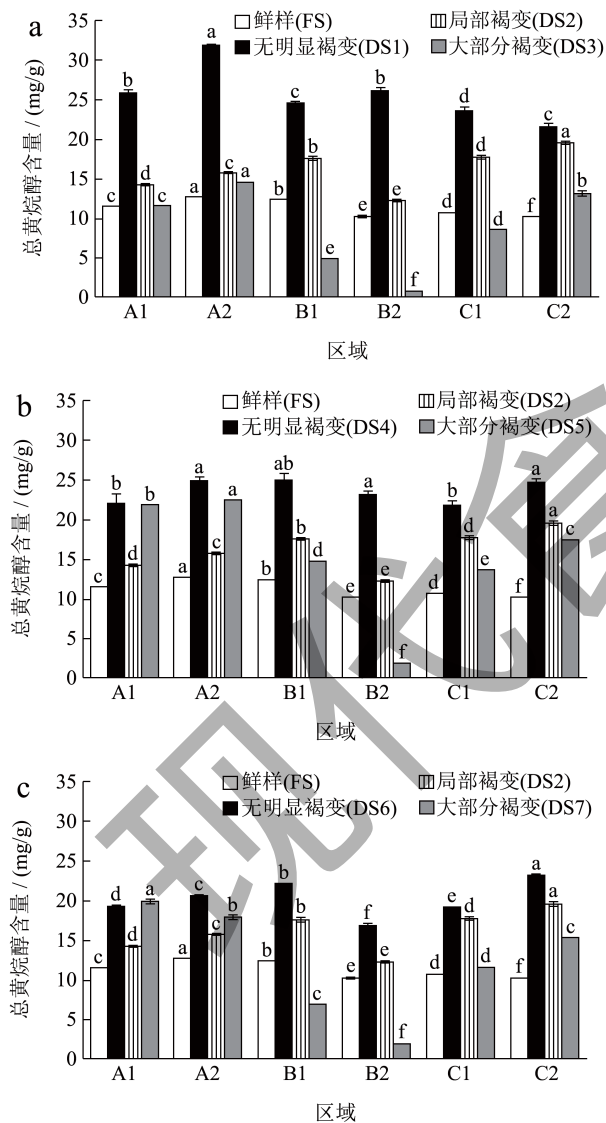 a
鲜样(FS) 局部褐变(DS2)
无明显褐变(DS1) 大部分褐变(DS3)
总黄烷醇含量 / (mg/g)
35
30
25
20
15
10
5
0
c b d c
a a c a
b c b e
e b e f
d d d d
f c a b
A1 A2 B1 B2 C1 C2
区域
b
鲜样(FS) 局部褐变(DS2)
无明显褐变(DS4) 大部分褐变(DS5)
总黄烷醇含量 / (mg/g)
35
30
25
20
15
10
5
0
c b d b
a a c a
b ab b d
e a e f
d b d e
f a a c
A1 A2 B1 B2 C1 C2
区域
c
鲜样(FS) 局部褐变(DS2)
无明显褐变(DS6) 大部分褐变(DS7)
总黄烷醇含量 / (mg/g)
35
30
25
20
15
10
5
0
c d d a
a c c b
b b b c
e f e f
d e d d
f a a b
A1 A2 B1 B2 C1 C2
区域
现代食